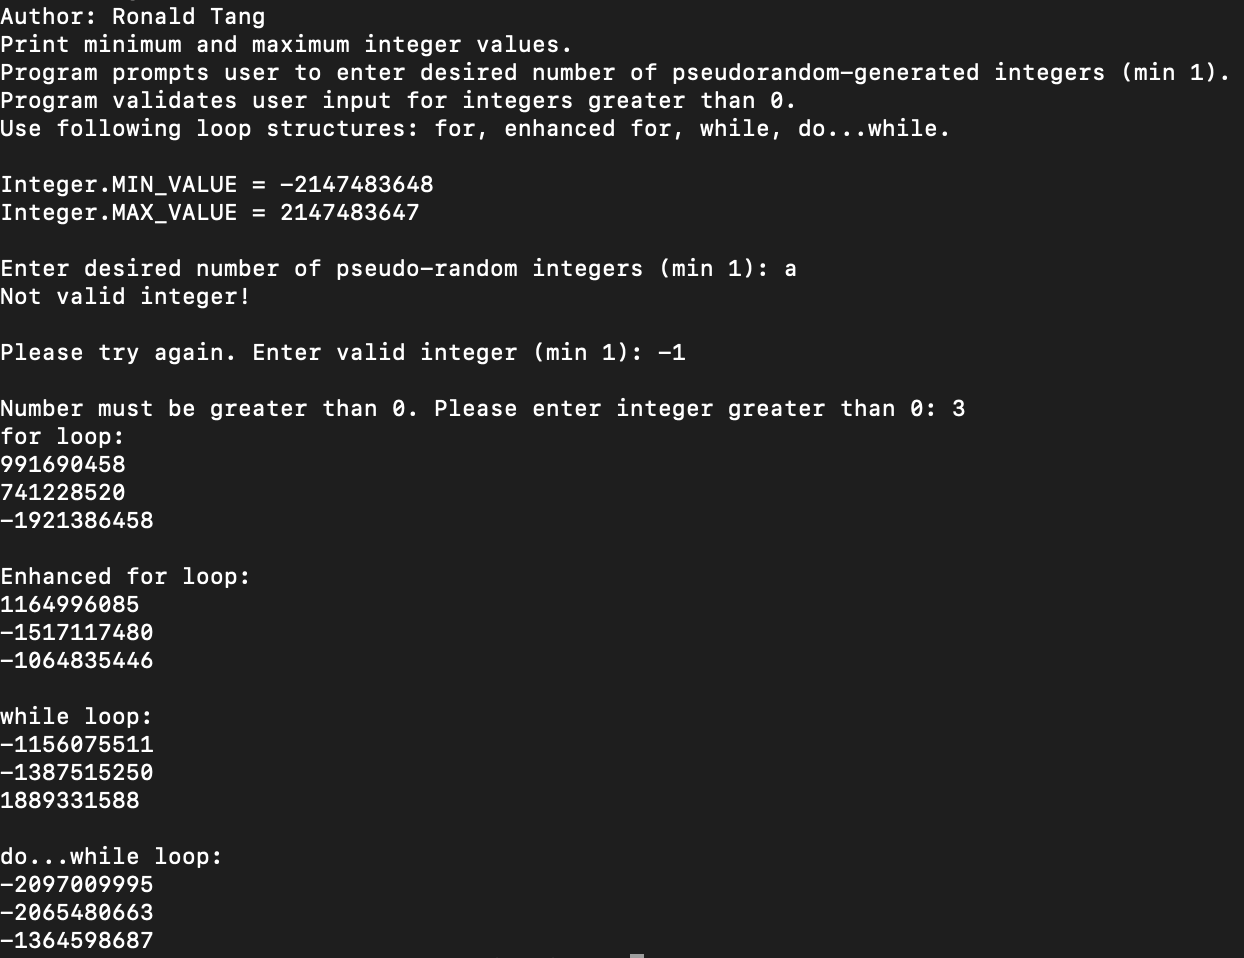 Author: Ronald Tang
Print minimum and maximum integer values.
Program prompts user to enter desired number of pseudorandom-generated integers (min 1).
Program validates user input for integers greater than 0.
Use following loop structures: for, enhanced for, while, do...while.
Integer.MIN_VALUE = -2147483648
Integer.MAX_VALUE = 2147483647
Enter desired number of pseudo-random integers (min 1): a
Not valid integer!
Please try again. Enter valid integer (min 1): -1
Number must be greater than 0. Please enter integer greater than 0: 3
for loop:
991690458
741228520
-1921386458
Enhanced for loop:
1164996085
-1517117480
-1064835446
while loop:
-1156075511
-1387515250
1889331588
do...while loop:
-2097009995
-2065480663
-1364598687